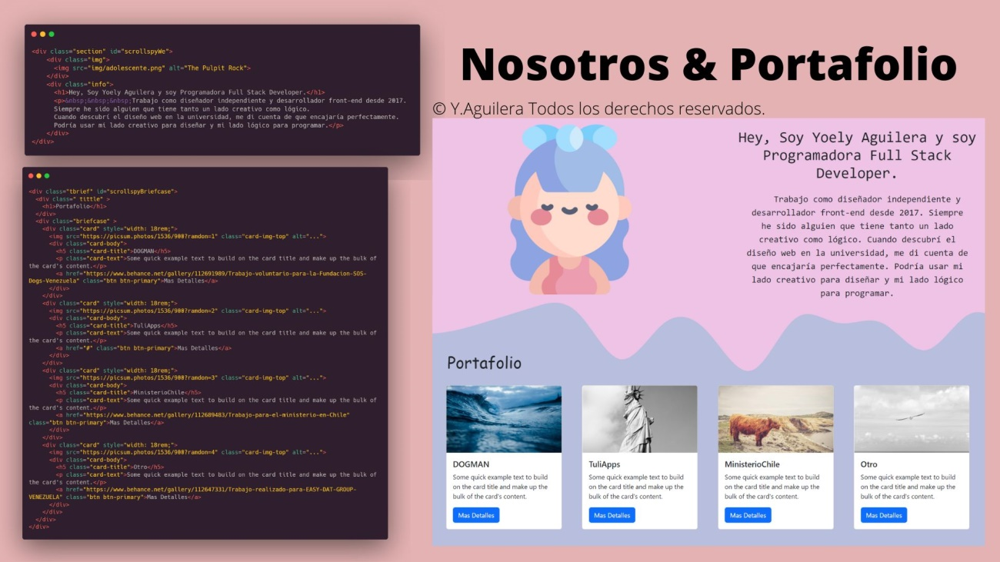 <div class="section" id="scrollspyWe">
<div class="img">
<img src="img/adolescente.png" alt="The Pulpit Rock">
</div>
<div class="info">
<h1>Hey, Soy Yoely Aguilera y soy Programadora Full Stack Developer.</h1>
<p>&nbsp;&nbsp;&nbsp;Trabajo como diseñador independiente y desarrollador front-end desde 2017.
Siempre he sido alguien que tiene tanto un lado creativo como lógico.
Cuando descubrí el diseño web en la universidad, me di cuenta de que encajaría perfectamente.
Podría usar mi lado creativo para diseñar y mi lado lógico para programar.</p>
</div>
</div>
<div class="tbrief" id="scrollspyBriefcase">
<div class=" tittle" >
<h1>Portafolio</h1>
</div>
<div class="briefcase" >
<div class="card" style="width: 18rem;">
<img src="https://picsum.photos/1536/900?ramdon=1" class="card-img-top" alt="...">
<div class="card-body">
<h5 class="card-title">DOGMAN</h5>
<p class="card-text">Some quick example text to build on the card title and make up the bulk of
the card's content.</p>
<a href="https://www.behance.net/gallery/112691989/Trabajo-voluntario-para-la-Fundacion-SOS-
Dogs-Venezuela" class="btn btn-primary">Mas Detalles</a>
</div>
</div>
<div class="card" style="width: 18rem;">
<img src="https://picsum.photos/1536/900?ramdon=2" class="card-img-top" alt="...">
<div class="card-body">
<h5 class="card-title">TuliApps</h5>
<p class="card-text">Some quick example text to build on the card title and make up the bulk of
the card's content.</p>
<a href="#" class="btn btn-primary">Mas Detalles</a>
</div>
</div>
<div class="card" style="width: 18rem;">
<img src="https://picsum.photos/1536/900?ramdon=3" class="card-img-top" alt="...">
<div class="card-body">
<h5 class="card-title">MinisterioChile</h5>
<p class="card-text">Some quick example text to build on the card title and make up the bulk of
the card's content.</p>
<a href="https://www.behance.net/gallery/112689483/Trabajo-para-el-ministerio-en-Chile"
class="btn btn-primary">Mas Detalles</a>
</div>
</div>
<div class="card" style="width: 18rem;">
<img src="https://picsum.photos/1536/900?ramdon=4" class="card-img-top" alt="...">
<div class="card-body">
<h5 class="card-title">Otro</h5>
<p class="card-text">Some quick example text to build on the card title and make up the bulk of
the card's content.</p>
<a href="https://www.behance.net/gallery/112647331/Trabajo-realizado-para-EASY-DAT-GROUP-
VENEZUELA" class="btn btn-primary">Mas Detalles</a>
</div>
</div>
</div>
</div>
Nosotros & Portafolio
© Y.Aguilera Todos los derechos reservados.
Hey, Soy Yoely Aguilera y soy
Programadora Full Stack
Developer.
Trabajo como diseñador independiente y
desarrollador front-end desde 2017. Siempre
he sido alguien que tiene tanto un lado
creativo como lógico. Cuando descubrí el
diseño web en la universidad, me di cuenta de
que encajaría perfectamente. Podría usar mi
lado creativo para diseñar y mi lado lógico
para programar.
Portafolio
DOGMAN
Some quick example text to build
on the card title and make up the
bulk of the card's content.
Mas Detalles
TuliApps
Some quick example text to build
on the card title and make up the
bulk of the card's content.
Mas Detalles
MinisterioChile
Some quick example text to build
on the card title and make up the
bulk of the card's content.
Mas Detalles
Otro
Some quick example text to build
on the card title and make up the
bulk of the card's content.
Mas Detalles